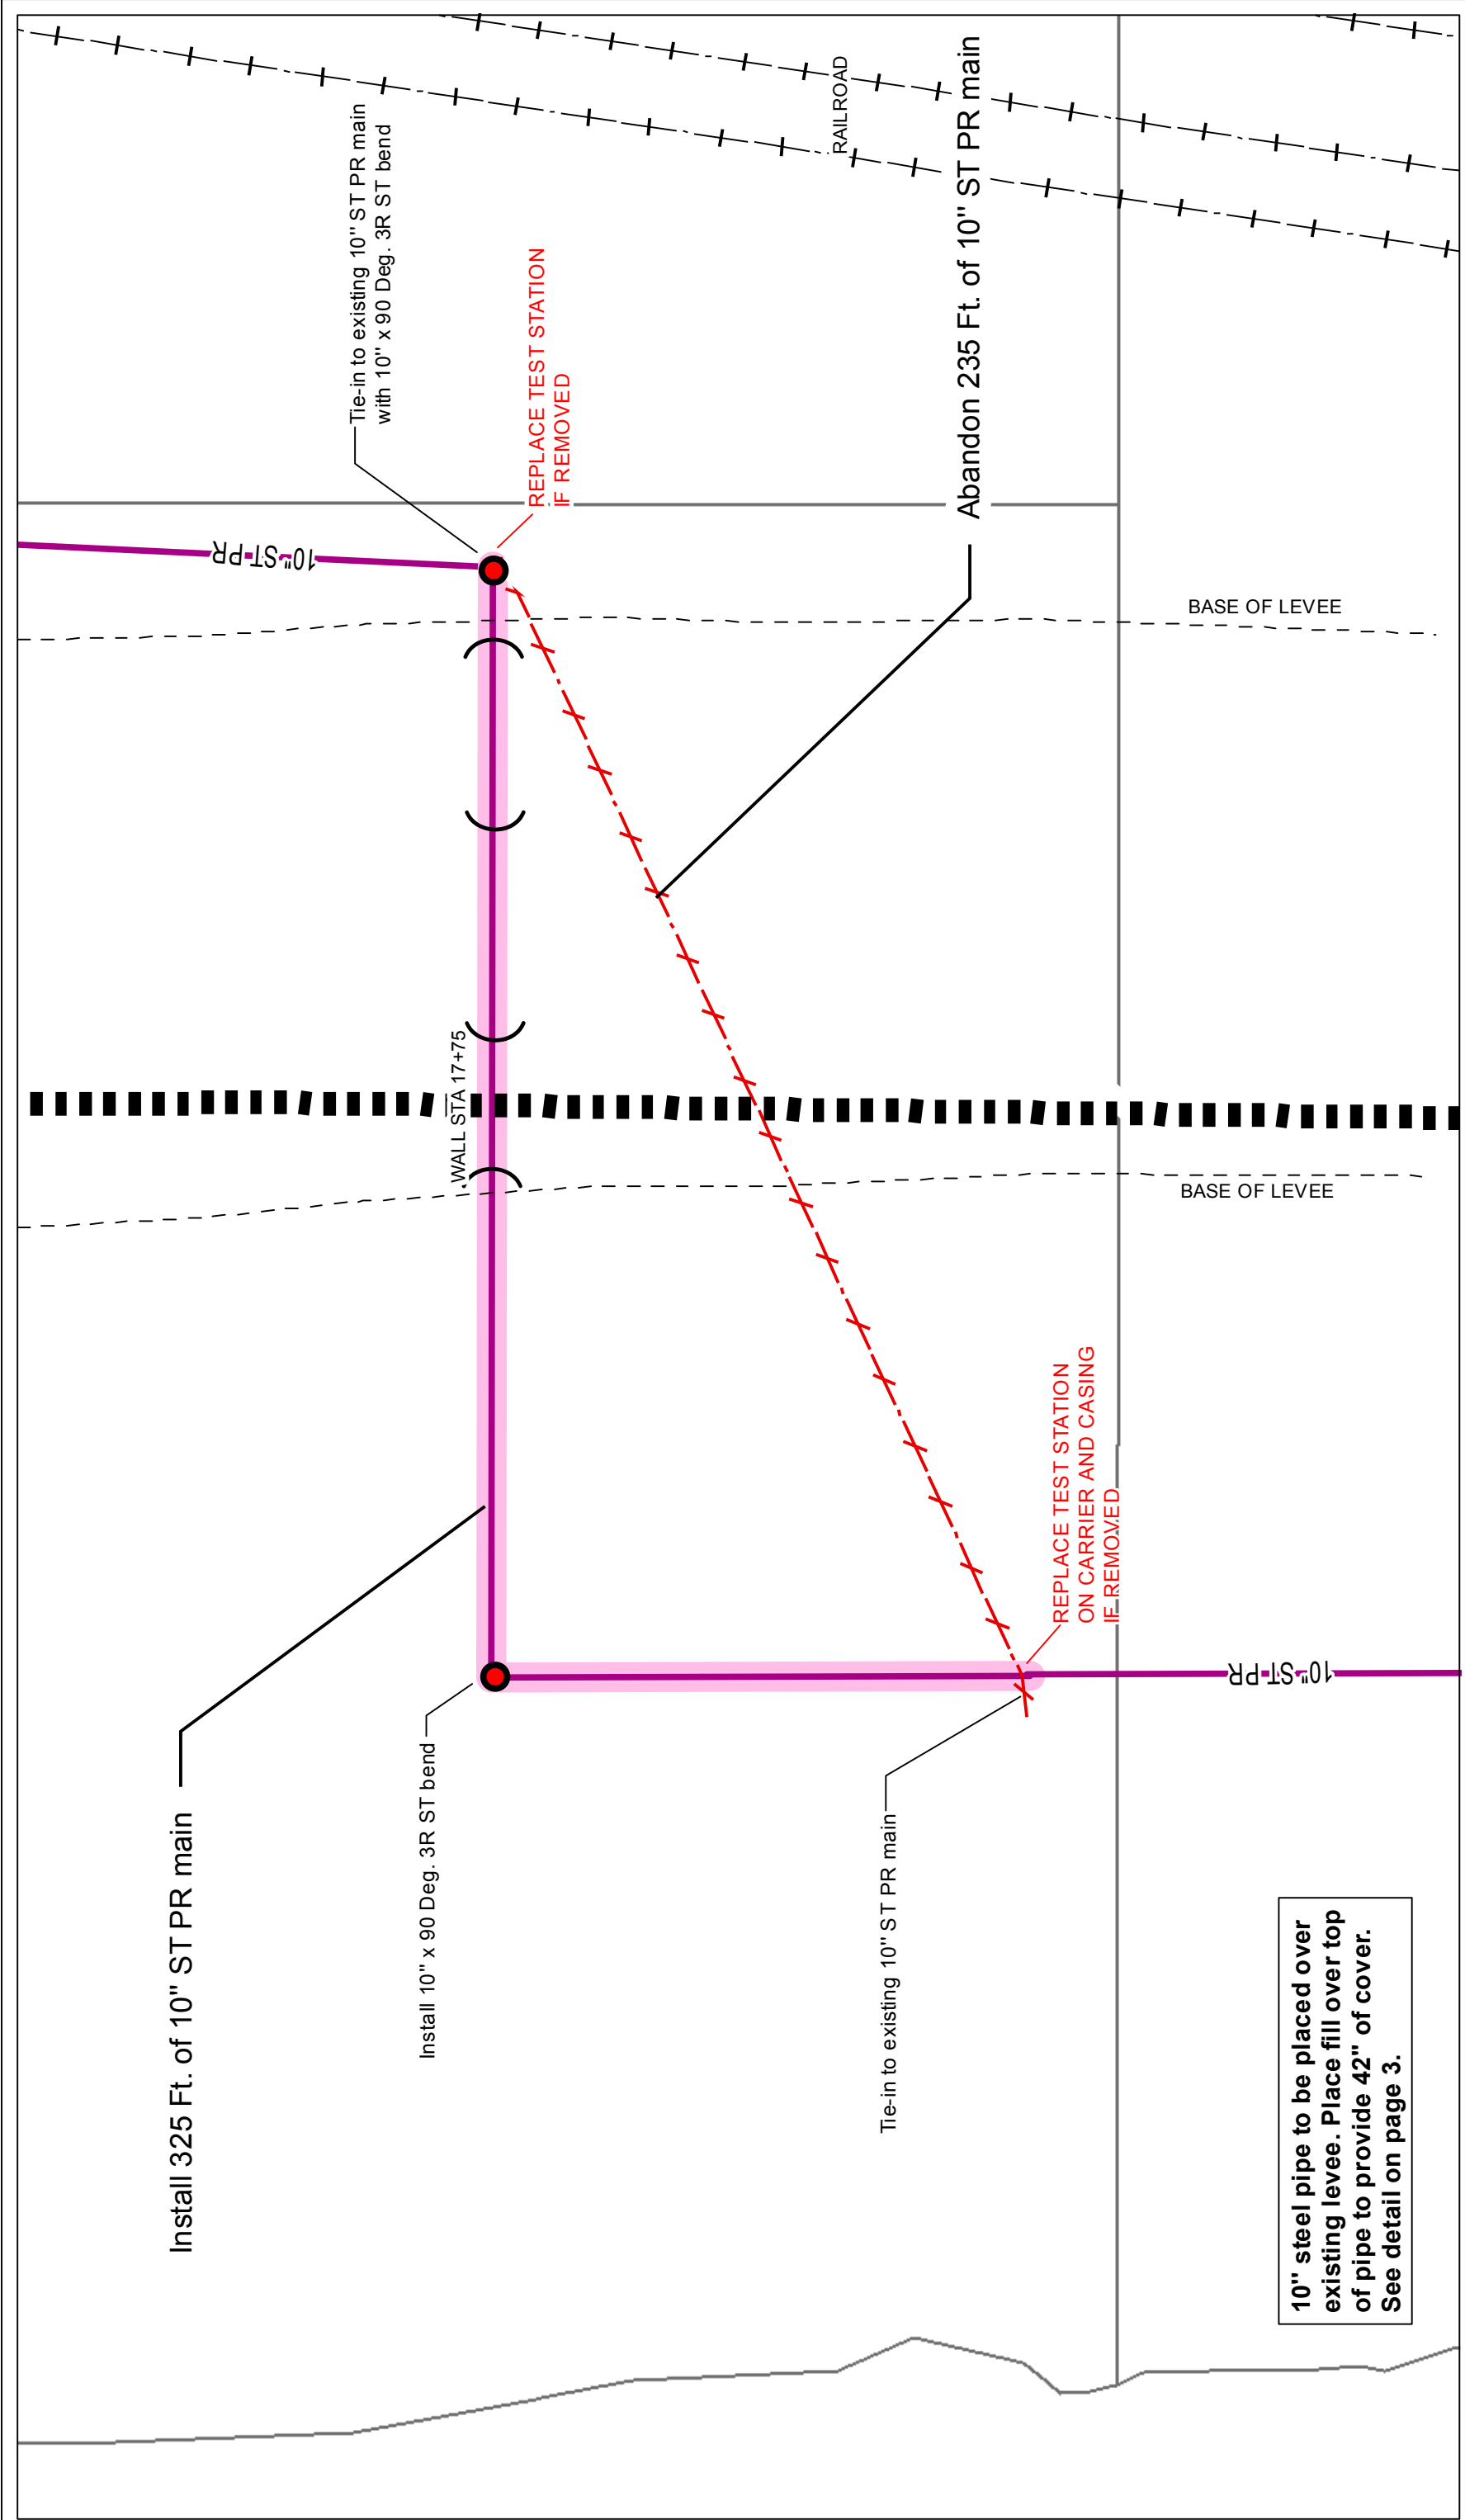 Install 325 Ft. of 10" ST PR main
Tie-in to existing 10" ST PR main
with 10" x 90 Deg. 3R ST bend
10" ST PR
REPLACE TEST STATION
IF REMOVED
RAILROAD
Abandon 235 Ft. of 10" ST PR main
BASE OF LEVEE
WALL STA 17+75
BASE OF LEVEE
Install 10" x 90 Deg. 3R ST bend
Tie-in to existing 10" ST PR main
REPLACE TEST STATION
ON CARRIER AND CASING
IF REMOVED
10" ST PR
10" steel pipe to be placed over
existing levee. Place fill over top
of pipe to provide 42" of cover.
See detail on page 3.